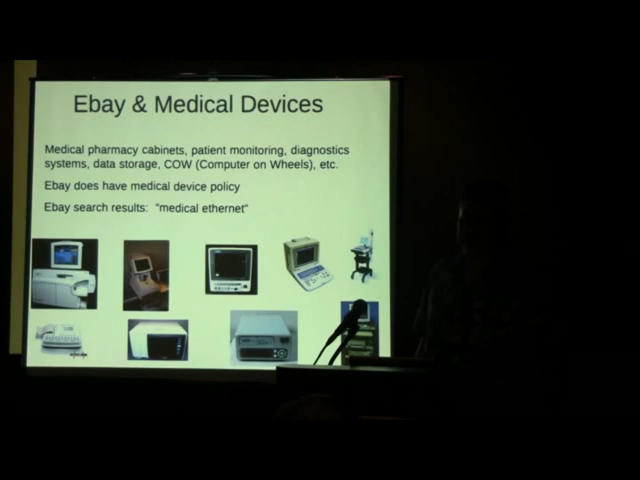 Ebay & Medical Devices
Medical pharmacy cabinets, patient monitoring, diagnostics
systems, data storage, COW (Computer on Wheels), etc.
Ebay does have medical device policy
Ebay search results:  "medical ethernet"